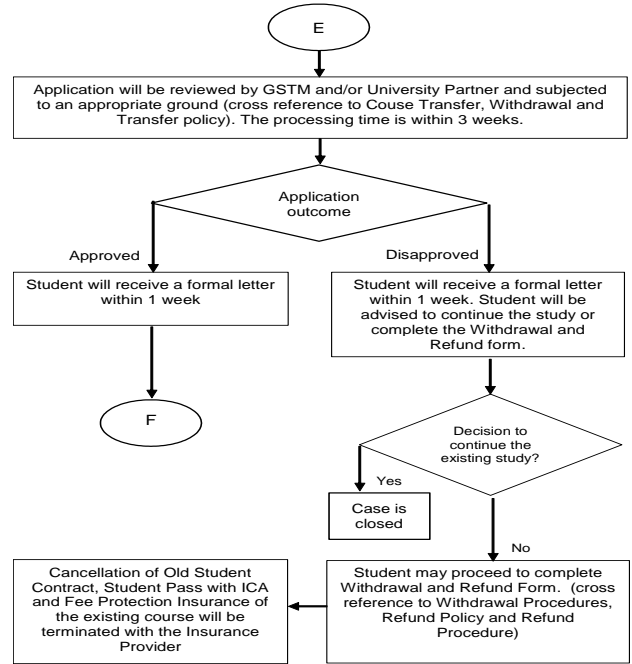 E
Application will be reviewed by GSTM and/or University Partner and subjected
to an appropriate ground (cross reference to Couse Transfer, Withdrawal and
Transfer policy). The processing time is within 3 weeks.
Application
outcome
Approved
Disapproved
Student will receive a formal letter
within 1 week
Student will receive a formal letter
within 1 week. Student will be
advised to continue the study or
complete the Withdrawal and
Refund form.
F
Decision to
continue the
existing study?
Yes
Case is
closed
No
Student may proceed to complete
Withdrawal and Refund Form. (cross
reference to Withdrawal Procedures,
Refund Policy and Refund
Procedure)
Cancellation of Old Student
Contract, Student Pass with ICA
and Fee Protection Insurance of
the existing course will be
terminated with the Insurance
Provider